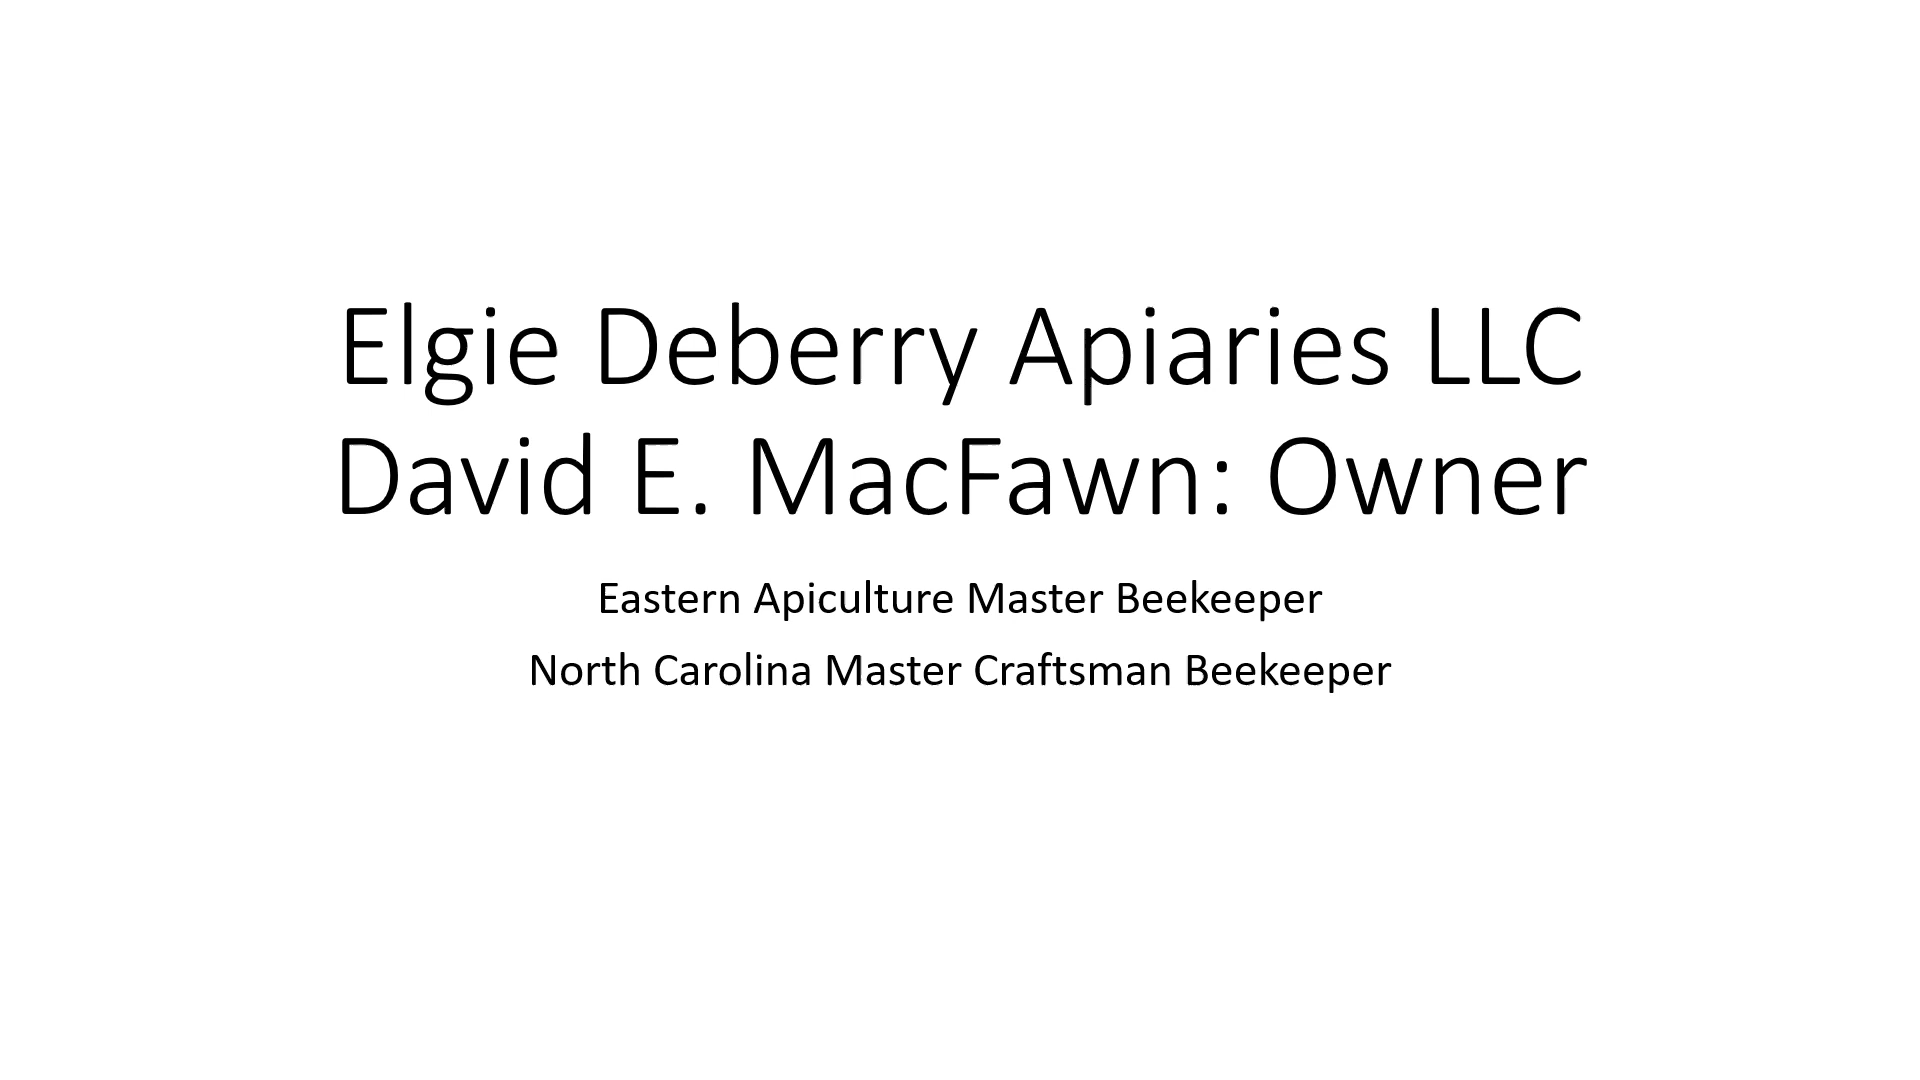 Elgie Deberry Apiaries LLC
David E. MacFawn: Owner
Eastern Apiculture Master Beekeeper
North Carolina Master Craftsman Beekeeper